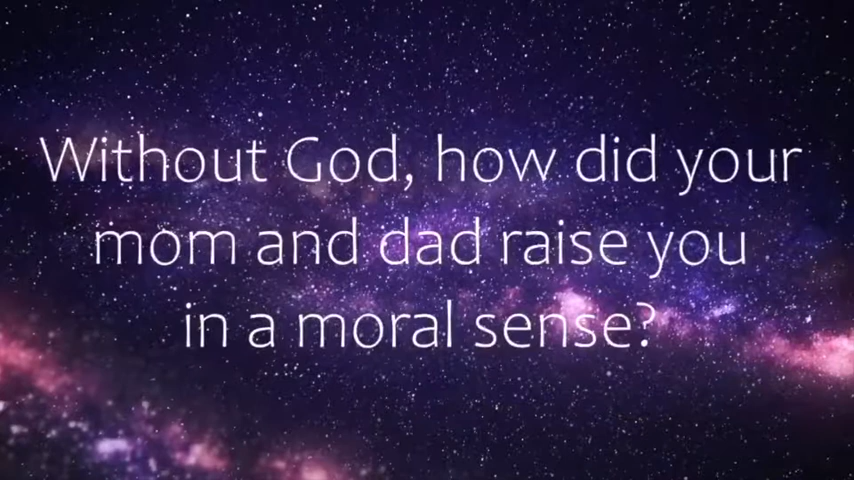 Without God, how did your
mom and dad raise you
in a moral sense?